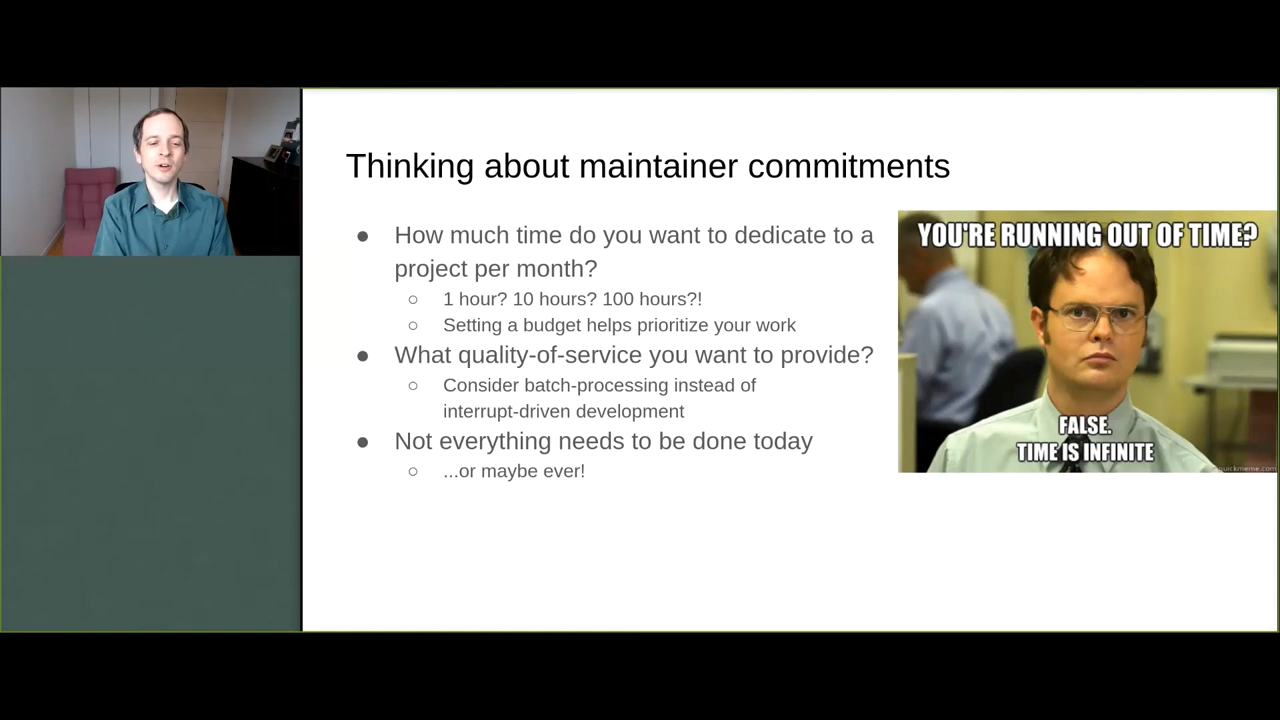 Thinking about maintainer commitments
● How much time do you want to dedicate to a
project per month?
○ 1 hour? 10 hours? 100 hours?!
○ Setting a budget helps prioritize your work
● What quality-of-service you want to provide?
○ Consider batch-processing instead of
interrupt-driven development
● Not everything needs to be done today
○ ...or maybe ever!
YOU'RE RUNNING OUT OF TIME?
FALSE.
TIME IS INFINITE
quickmeme.com